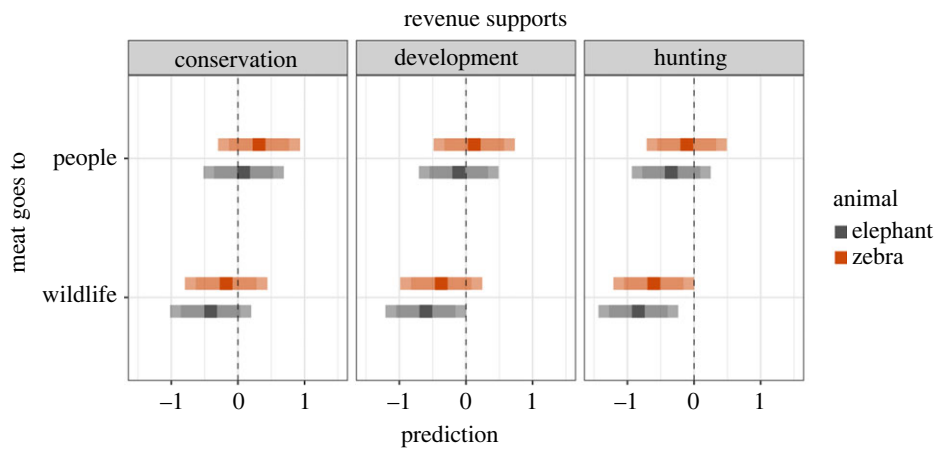 revenue supports
conservation
development
hunting
meat goes to
people
wildlife
animal
elephant
zebra
−1 0 1
−1 0 1
−1 0 1
prediction